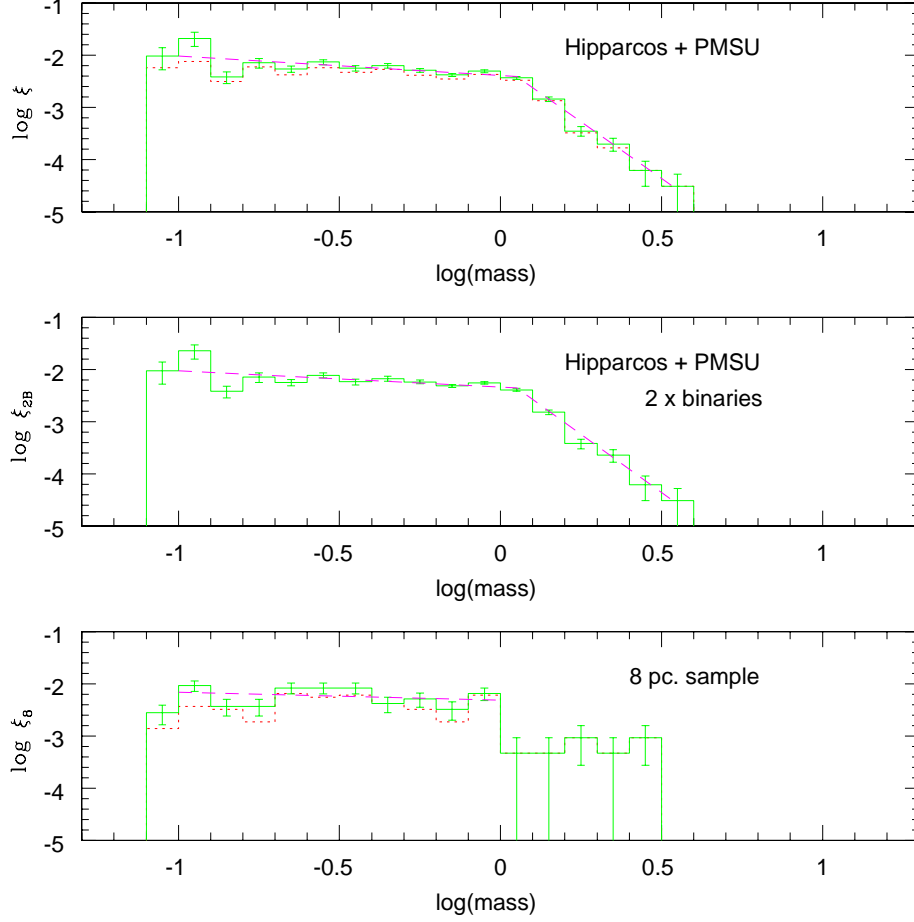 -1
-2
-3
-4
-5
log ξ
Hipparcos + PMSU
-1 -0.5 0 0.5 1
log(mass)
-1
-2
-3
-4
-5
log ξ2B
Hipparcos + PMSU
2 x binaries
-1 -0.5 0 0.5 1
log(mass)
-1
-2
-3
-4
-5
log ξ8
8 pc. sample
-1 -0.5 0 0.5 1
log(mass)